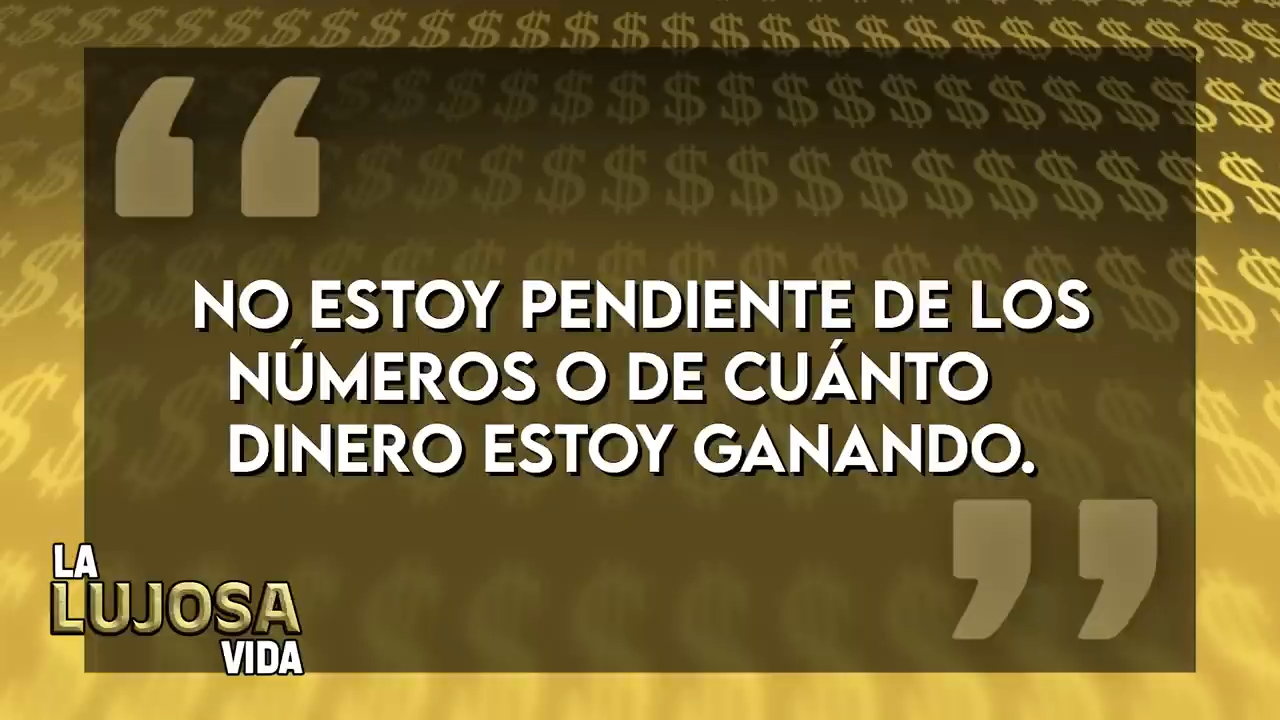 NO ESTOY PENDIENTE DE LOS
NÚMEROS O DE CUÁNTO
DINERO ESTOY GANANDO.
LA
LUJOSA
VIDA